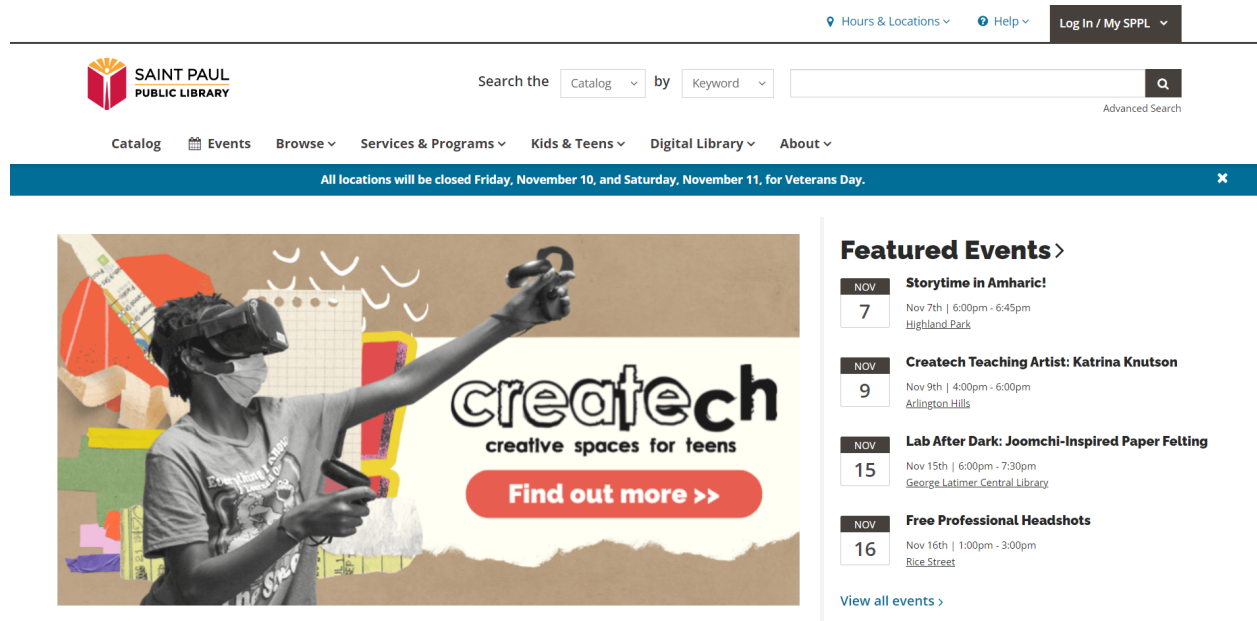 Hours & Locations
Help
Log In / My SPPL
SAINT PAUL
PUBLIC LIBRARY
Search the
Catalog
by
Keyword
Advanced Search
Catalog
Events
Browse
Services & Programs
Kids & Teens
Digital Library
About
All locations will be closed Friday, November 10, and Saturday, November 11, for Veterans Day.
createch
creative spaces for teens
Find out more >>
Featured Events
NOV
7
Storytime in Amharic!
Nov 7th | 6:00pm - 6:45pm
Highland Park
NOV
9
Createch Teaching Artist: Katrina Knutson
Nov 9th | 4:00pm - 6:00pm
Arlington Hills
NOV
15
Lab After Dark: Joomchi-Inspired Paper Felting
Nov 15th | 6:00pm - 7:30pm
George Latimer Central Library
NOV
16
Free Professional Headshots
Nov 16th | 1:00pm - 3:00pm
Rice Street
View all events >